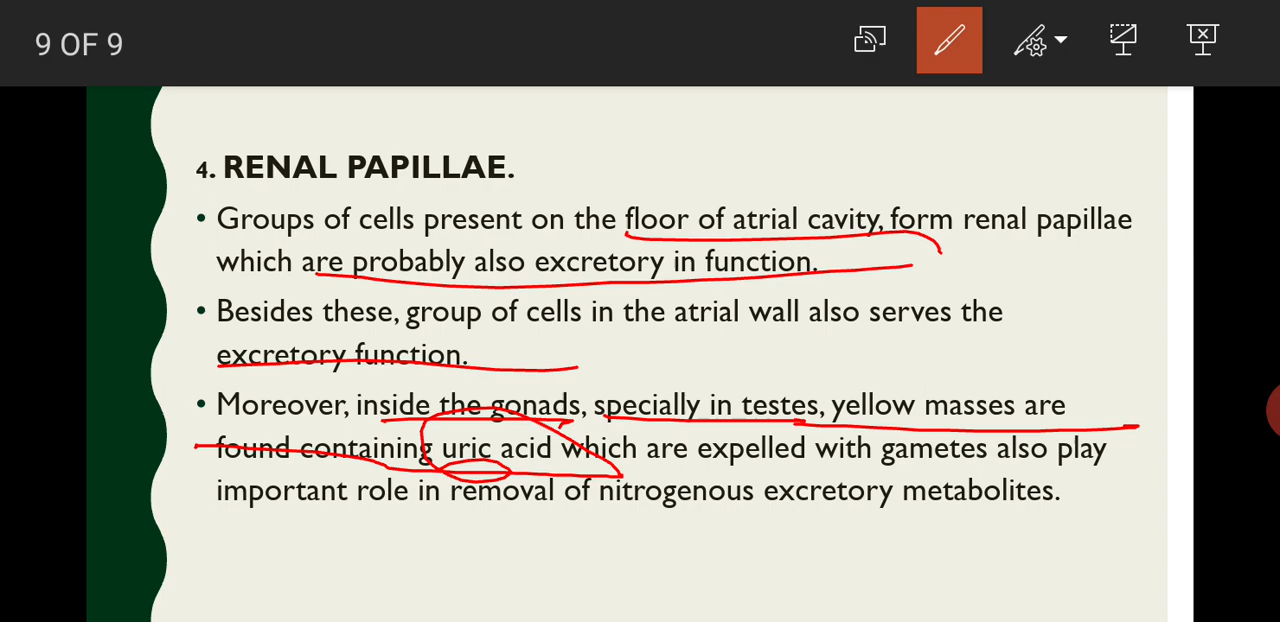 9 OF 9
4. RENAL PAPILLAE.
• Groups of cells present on the floor of atrial cavity, form renal papillae
which are probably also excretory in function.
• Besides these, group of cells in the atrial wall also serves the
excretory function.
• Moreover, inside the gonads, specially in testes, yellow masses are
found containing uric acid which are expelled with gametes also play
important role in removal of nitrogenous excretory metabolites.